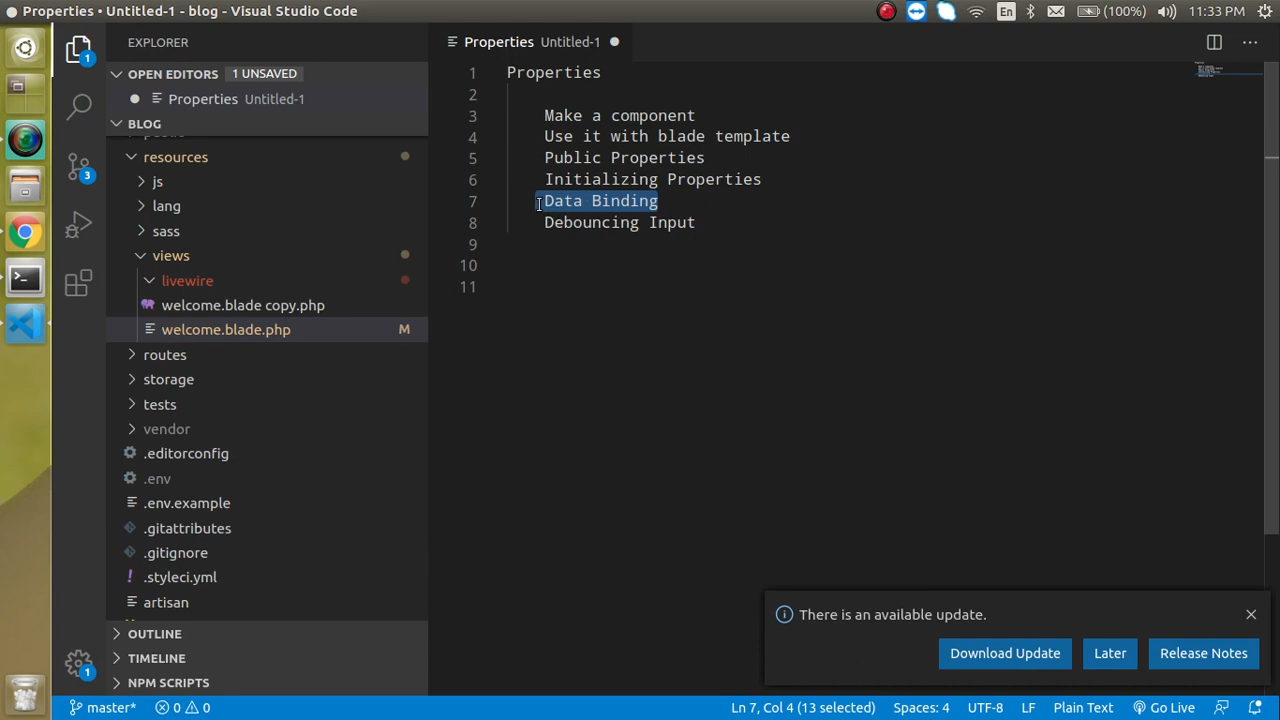 Properties • Untitled-1 - blog - Visual Studio Code
En
(100%)
11:33 PM
1
EXPLORER
Properties Untitled-1
OPEN EDITORS 1 UNSAVED
Properties Untitled-1
BLOG
resources
js
lang
sass
views
livewire
welcome.blade copy.php
welcome.blade.php M
routes
storage
tests
vendor
.editorconfig
.env
.env.example
.gitattributes
.gitignore
.styleci.yml
artisan
OUTLINE
TIMELINE
NPM SCRIPTS
3
1
1 Properties
2
3 Make a component
4 Use it with blade template
5 Public Properties
6 Initializing Properties
7 Data Binding
8 Debouncing Input
9
10
11
There is an available update.
Download Update Later Release Notes
master* 0 0 Ln 7, Col 4 (13 selected) Spaces: 4 UTF-8 LF Plain Text Go Live